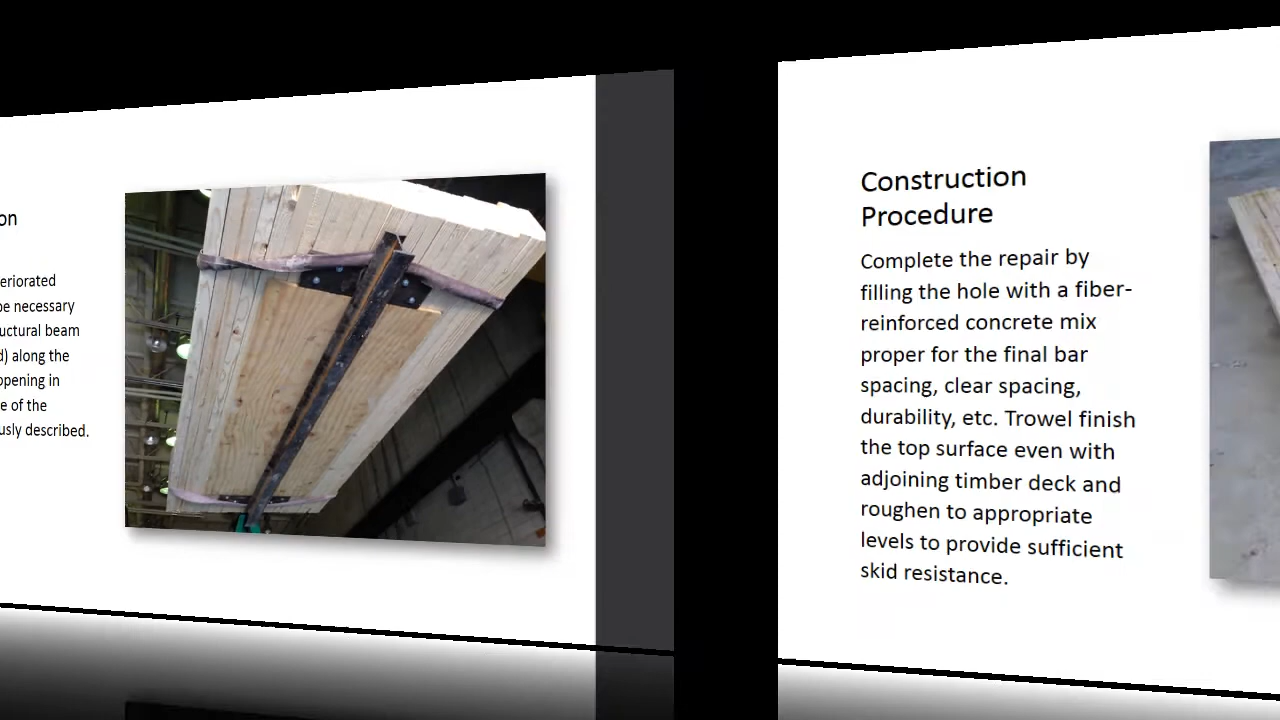 on
eriorated
be necessary
uctural beam
d) along the
opening in
e of the
usly described.
Construction
Procedure
Complete the repair by
filling the hole with a fiber-
reinforced concrete mix
proper for the final bar
spacing, clear spacing,
durability, etc. Trowel finish
the top surface even with
adjoining timber deck and
roughen to appropriate
levels to provide sufficient
skid resistance.